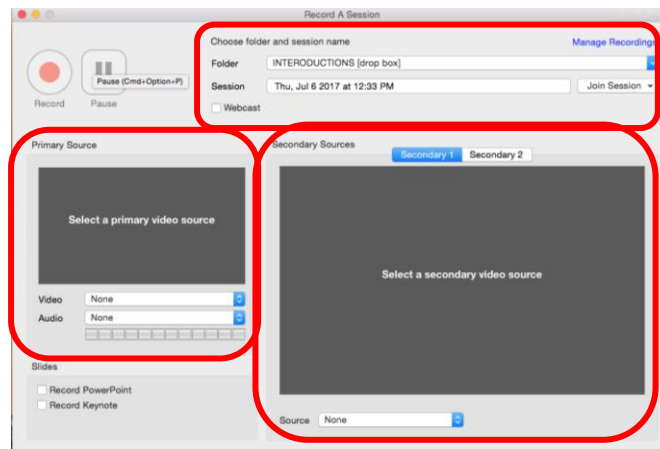 Record A Session
Choose folder and session name
Manage Recordings
Folder INTERODUCTIONS [drop box]
Pause (Cmd+Option+P)
Session Thu, Jul 6 2017 at 12:33 PM Join Session
Record Pause
Webcast
Primary Source
Select a primary video source
Video None
Audio None
Secondary Sources
Secondary 1 Secondary 2
Select a secondary video source
Source None
Slides
Record PowerPoint
Record Keynote